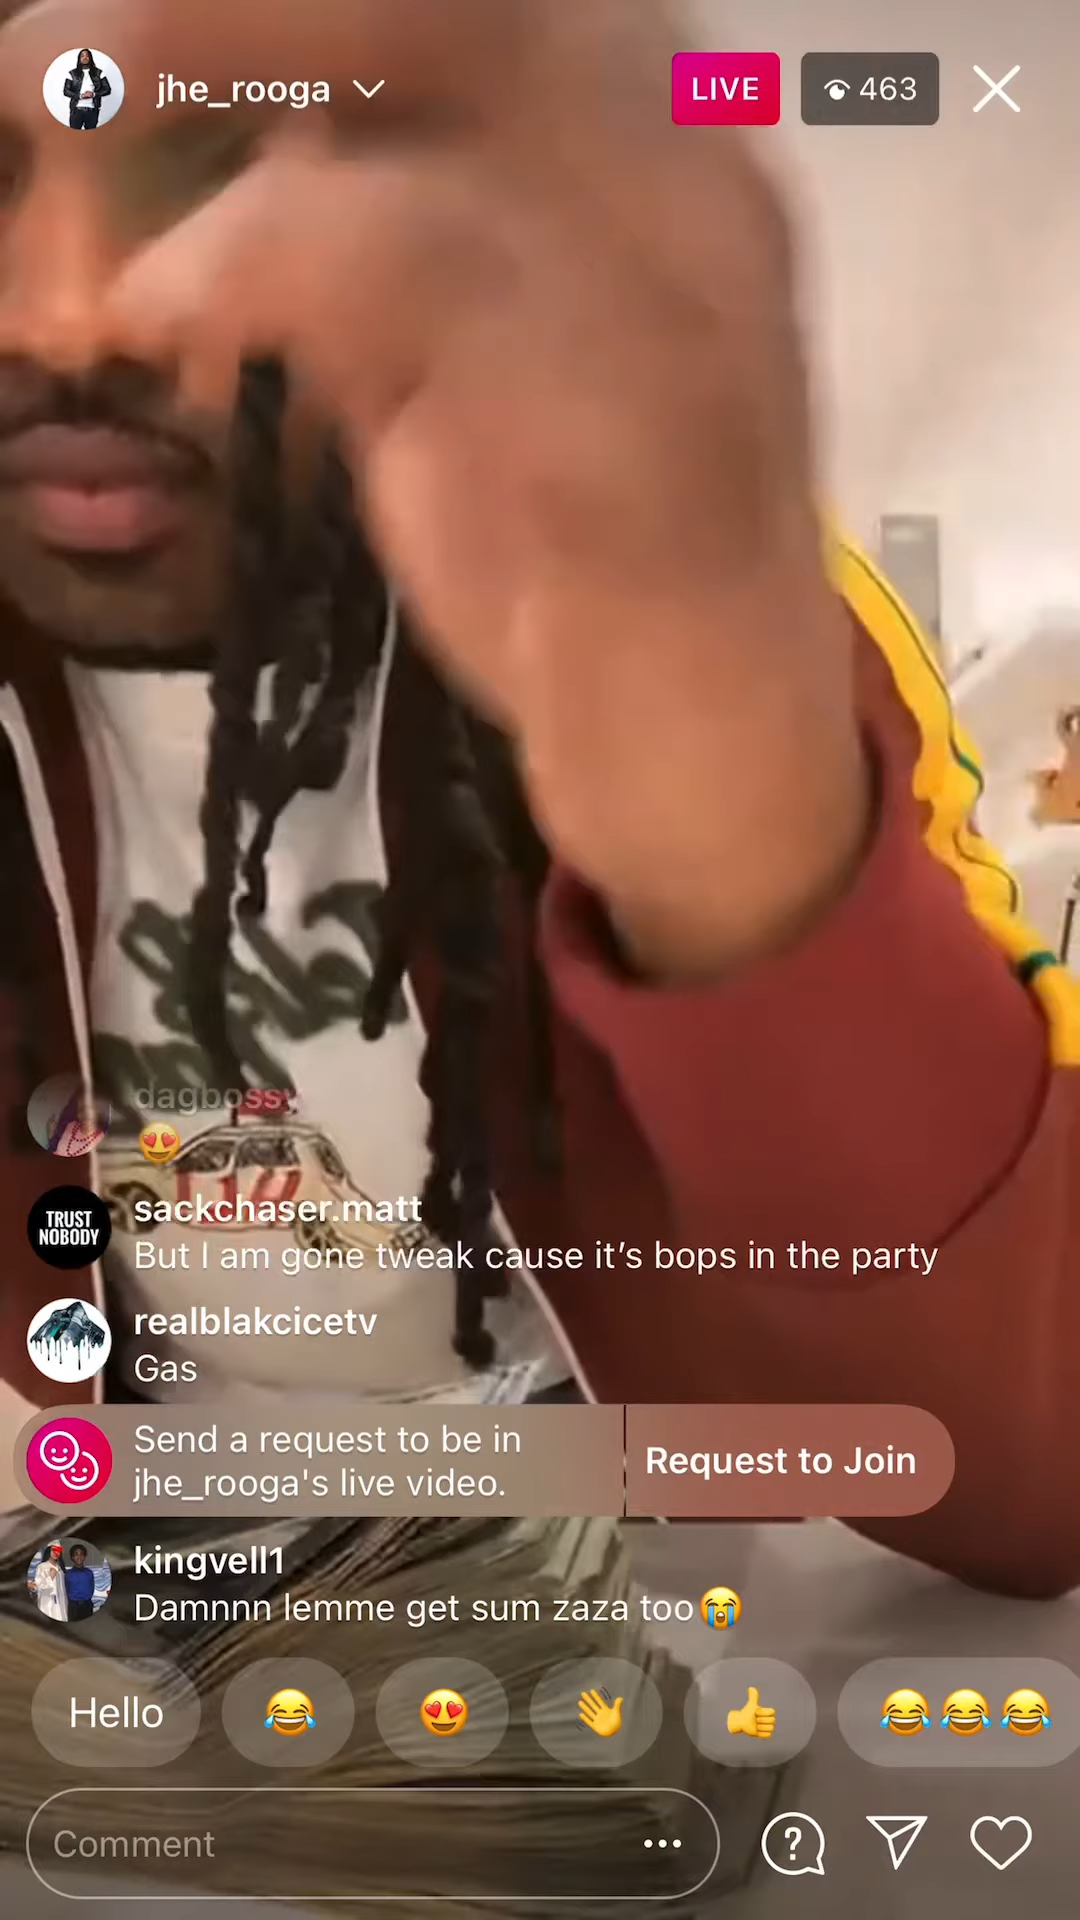 jhe_rooga
LIVE
463
dagbossy
sackchaser.matt
TRUST
NOBODY
But I am gone tweak cause it’s bops in the party
realblakcicetv
Gas
Send a request to be in
jhe_rooga's live video.
Request to Join
kingvell1
Damnnn lemme get sum zaza too😭
Hello
😂
😍
👋
👍
😂😂😂
Comment